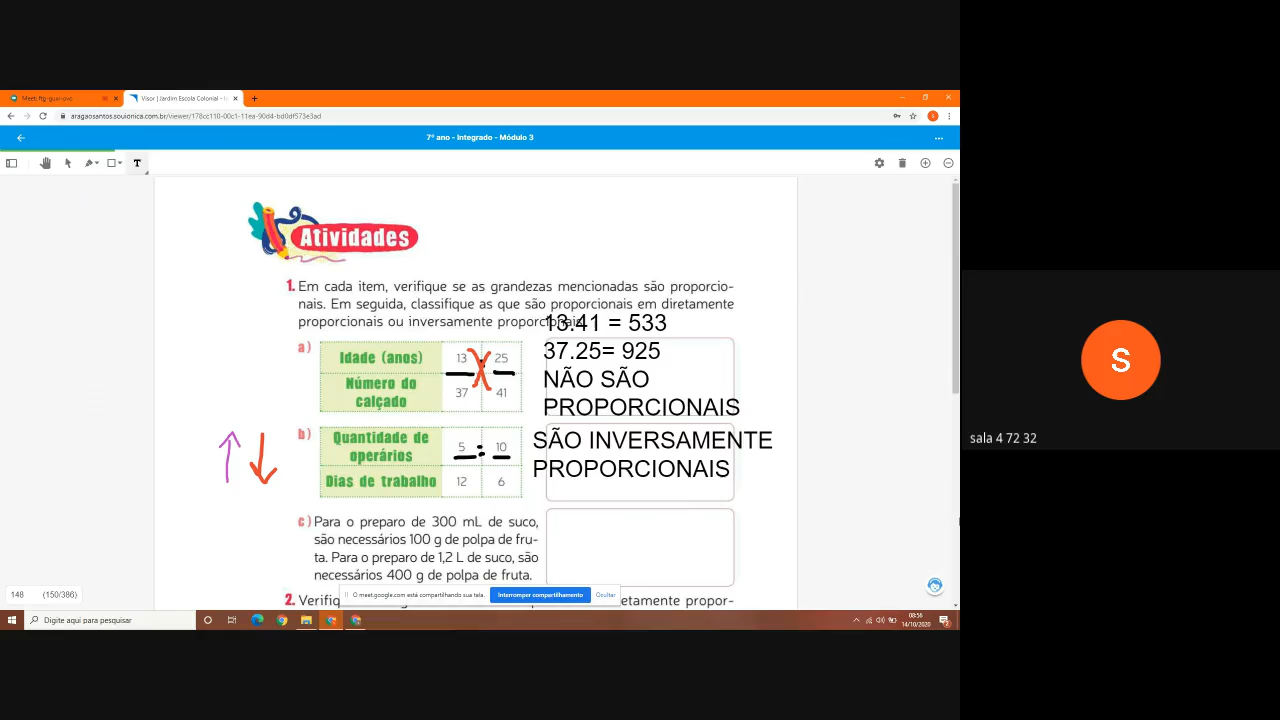 Meet: ftg-guxr-ovo
Visor | Jardim Escola Colonial - I
aragaosantos.souionica.com.br/viewer/178cc110-00c1-11ea-90d4-bd0df573e3ad
7º ano - Integrado - Módulo 3
T
Atividades
1. Em cada item, verifique se as grandezas mencionadas são proporcio-
nais. Em seguida, classifique as que são proporcionais em diretamente
proporcionais ou inversamente proporcionais.
13.41 = 533
37.25= 925
NÃO SÃO
PROPORCIONAIS
a) Idade (anos) 13 25
Número do calçado 37 41
b) Quantidade de operários 5 : 10
Dias de trabalho 12 6
SÃO INVERSAMENTE
PROPORCIONAIS
c) Para o preparo de 300 mL de suco,
são necessários 100 g de polpa de fru-
ta. Para o preparo de 1,2 L de suco, são
necessários 400 g de polpa de fruta.
2. Verifiq
retamente propor-
148 (150/386)
O meet.google.com está compartilhando sua tela.
Interromper compartilhamento
Ocultar
Digite aqui para pesquisar
08:56
14/10/2020
S
sala 4 72 32